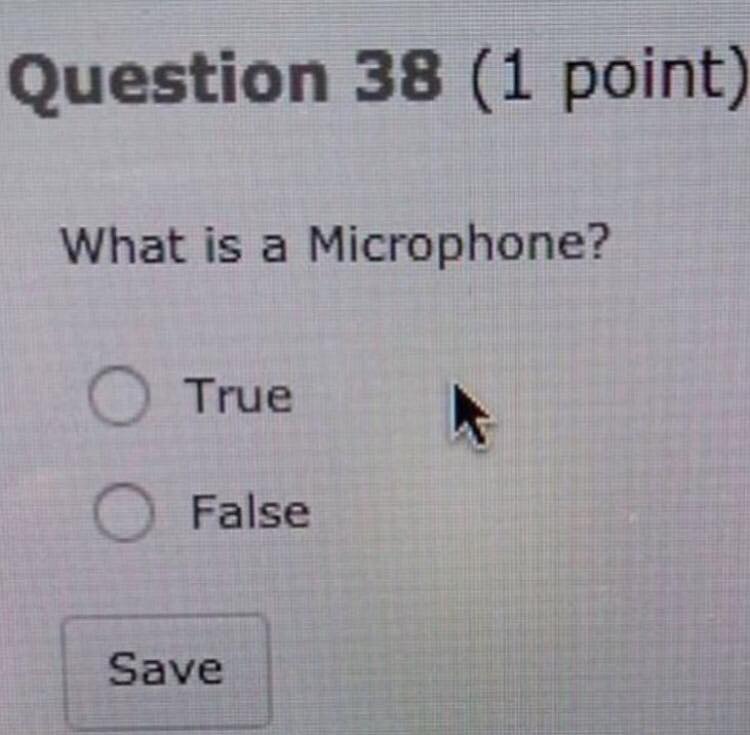 Question 38 (1 point)
What is a Microphone?
True
False
Save